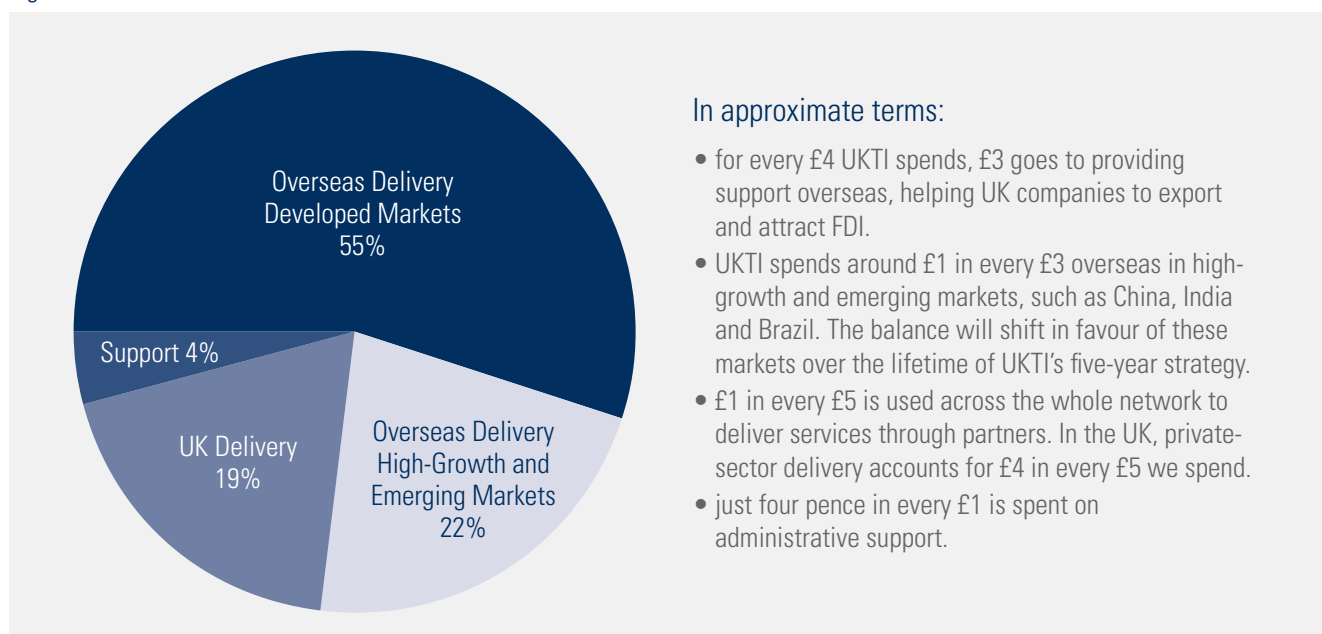 Overseas Delivery
Developed Markets
55%
Support 4%
UK Delivery
19%
Overseas Delivery
High-Growth and
Emerging Markets
22%
In approximate terms:
• for every £4 UKTI spends, £3 goes to providing
support overseas, helping UK companies to export
and attract FDI.
• UKTI spends around £1 in every £3 overseas in high-
growth and emerging markets, such as China, India
and Brazil. The balance will shift in favour of these
markets over the lifetime of UKTI’s five-year strategy.
• £1 in every £5 is used across the whole network to
deliver services through partners. In the UK, private-
sector delivery accounts for £4 in every £5 we spend.
• just four pence in every £1 is spent on
administrative support.